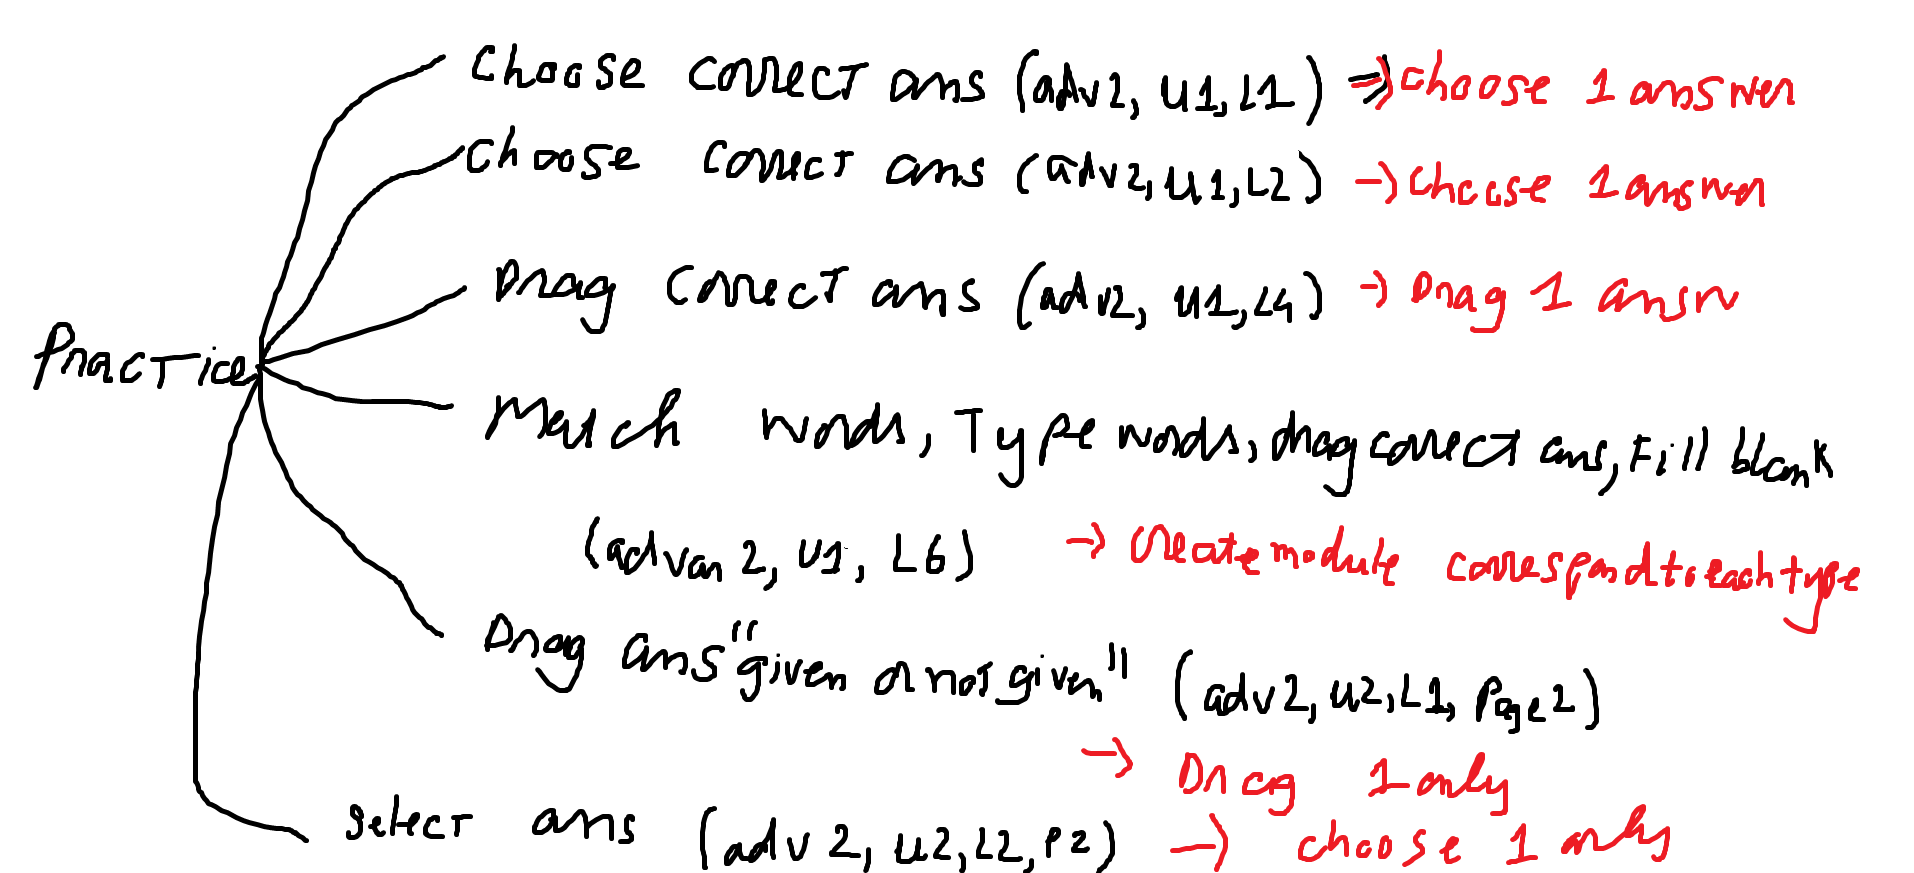 Choose correct ans (adv2, U1, L1) => choose 1 answer
choose correct ans (adv2, U1, L2) -> choose 1 answer
Drag correct ans (adv2, U1, L4) -> Drag 1 answ
Practice
Match words, Type words, drag correct ans, Fill blank
(advan 2, U1, L6) -> Create module correspond to each type
Drag ans "given or not given" (adv2, U2, L1, Page 2)
-> Drag 1 only
Select ans (adv 2, U2, L2, P2) -> choose 1 only